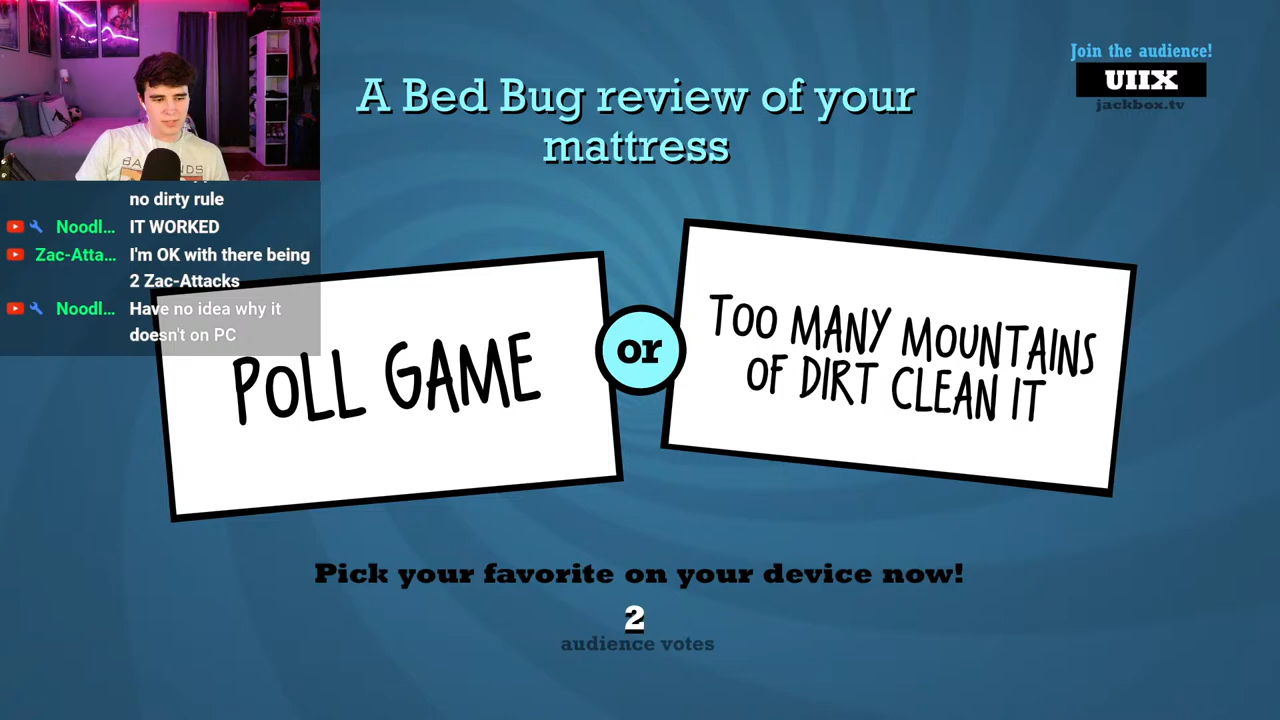 A Bed Bug review of your
mattress
Join the audience!
UIIX
jackbox.tv
no dirty rule
Noodl... IT WORKED
Zac-Atta... I'm OK with there being
2 Zac-Attacks
Noodl... Have no idea why it
doesn't on PC
POLL GAME
or
TOO MANY MOUNTAINS
OF DIRT CLEAN IT
Pick your favorite on your device now!
2
audience votes